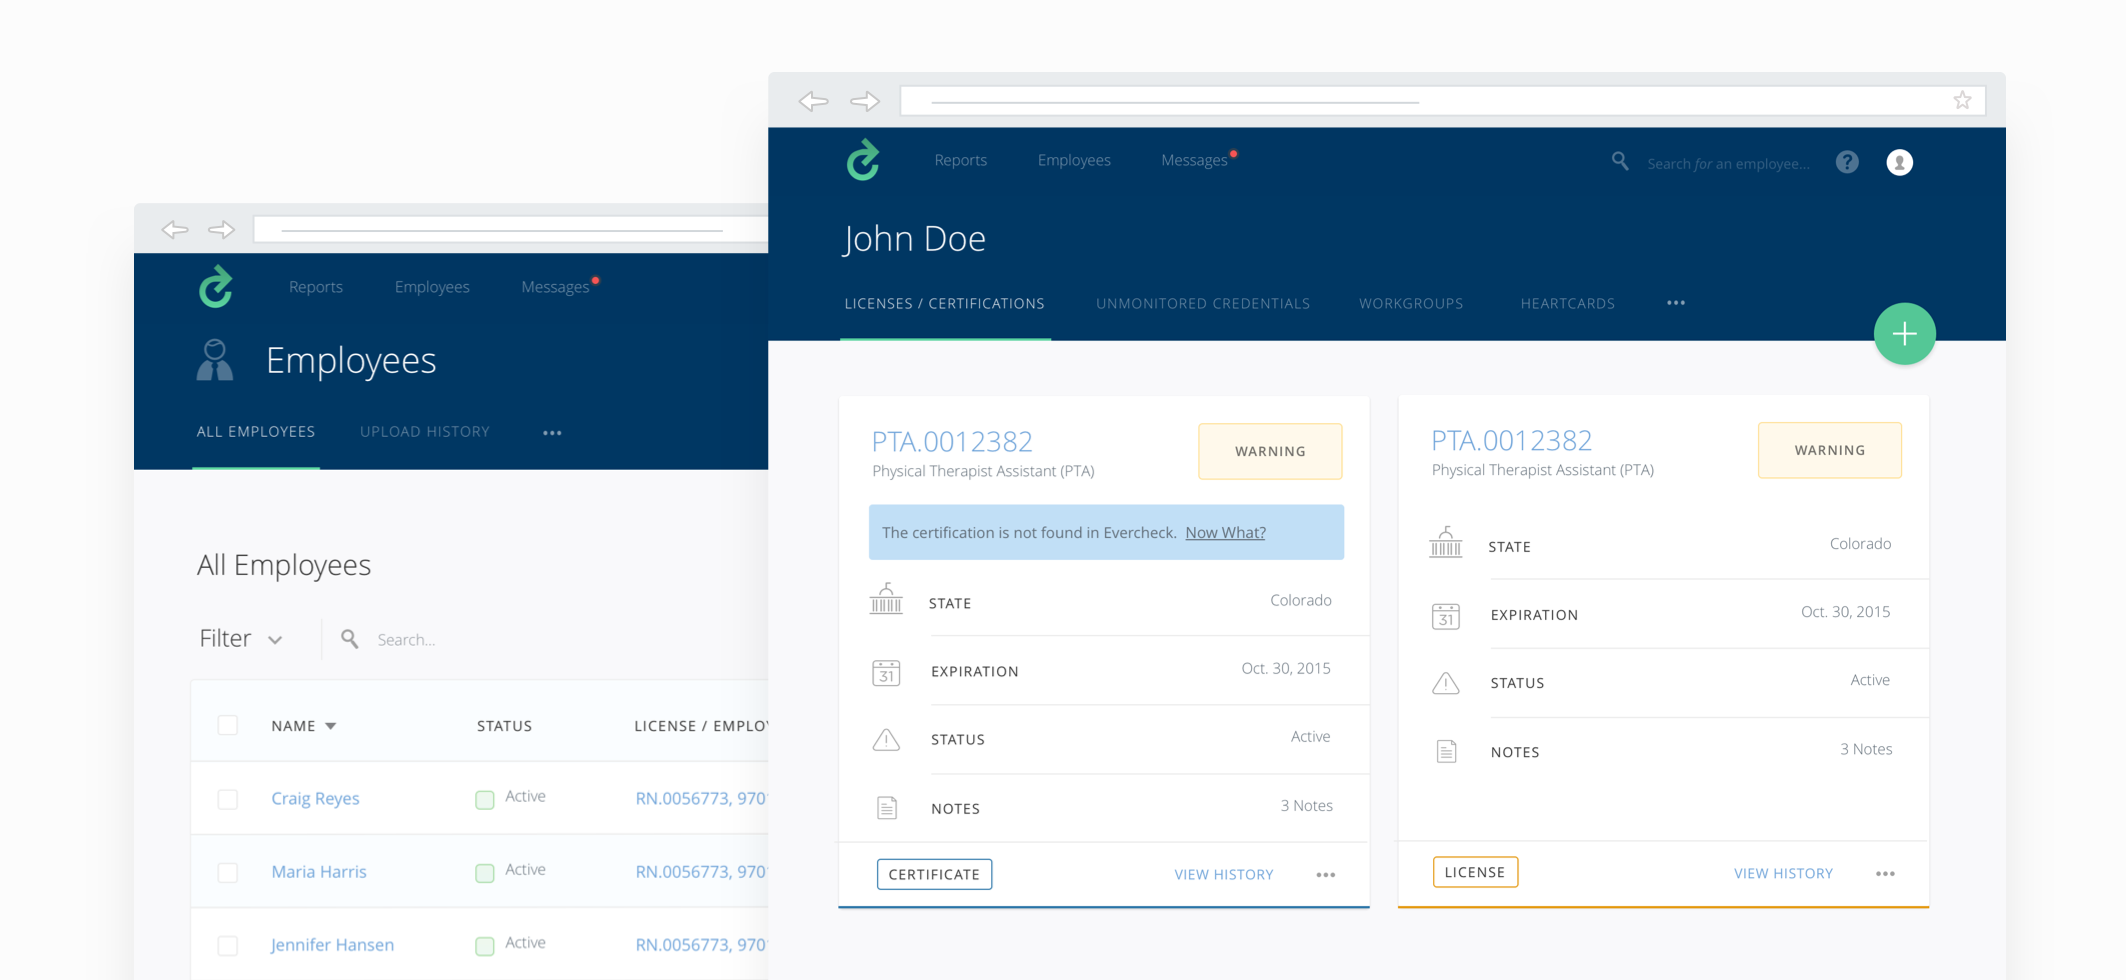 Reports Employees Messages
Employees
ALL EMPLOYEES UPLOAD HISTORY •••
All Employees
Filter Search...
NAME STATUS LICENSE / EMPLOY
Craig Reyes Active RN.0056773, 970
Maria Harris Active RN.0056773, 970
Jennifer Hansen Active RN.0056773, 970
Reports Employees Messages Search for an employee... ?
John Doe
LICENSES / CERTIFICATIONS UNMONITORED CREDENTIALS WORKGROUPS HEARTCARDS •••
+
PTA.0012382 WARNING
Physical Therapist Assistant (PTA)
The certification is not found in Evercheck. Now What?
STATE Colorado
31 EXPIRATION Oct. 30, 2015
STATUS Active
NOTES 3 Notes
CERTIFICATE VIEW HISTORY •••
PTA.0012382 WARNING
Physical Therapist Assistant (PTA)
STATE Colorado
31 EXPIRATION Oct. 30, 2015
STATUS Active
NOTES 3 Notes
LICENSE VIEW HISTORY •••